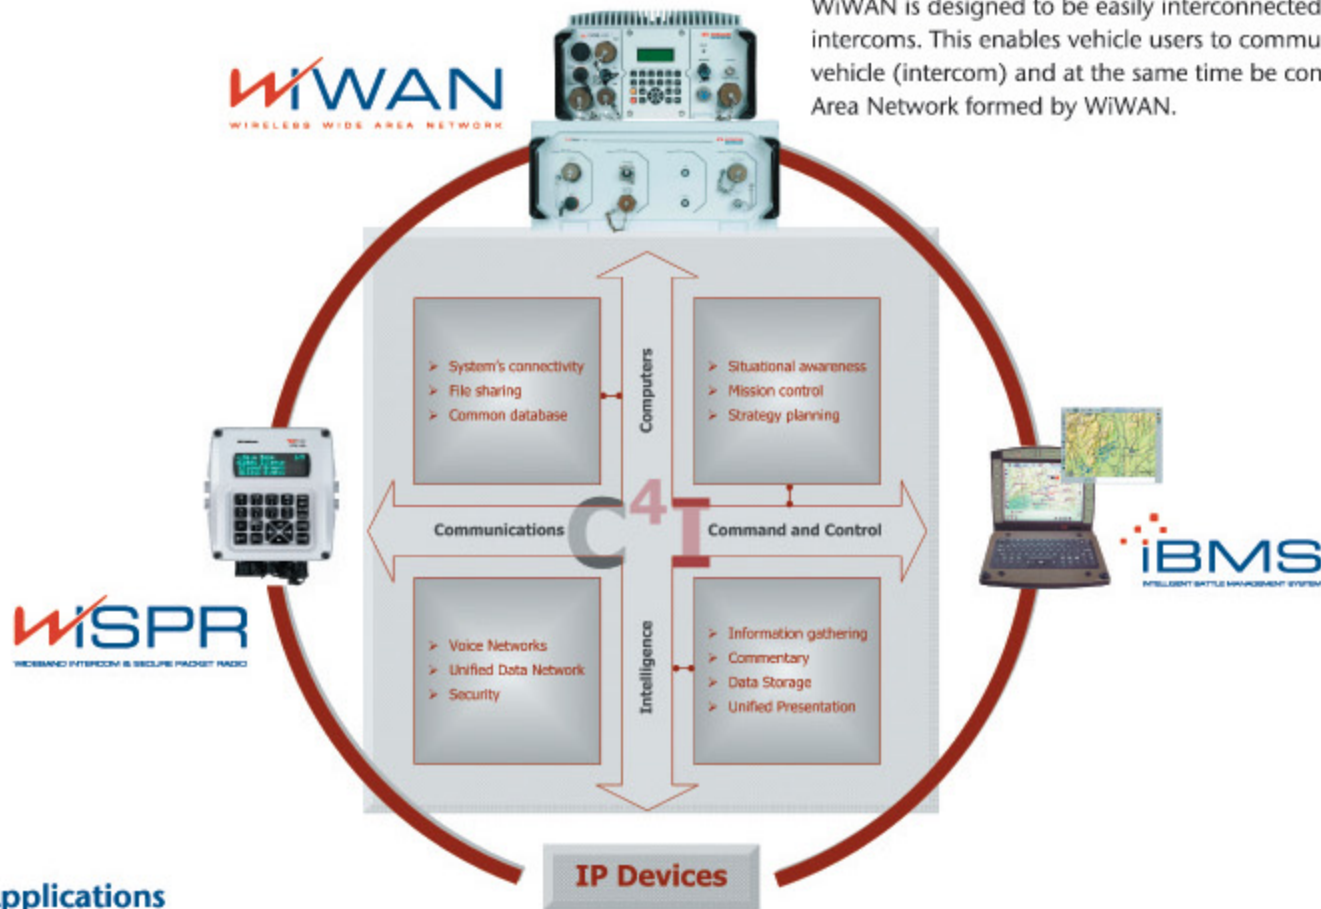 WiWAN is designed to be easily interconnected
intercoms. This enables vehicle users to commu
vehicle (intercom) and at the same time be con
Area Network formed by WiWAN.
WiWAN
WIRELESS WIDE AREA NETWORK
Computers
➢ System's connectivity
➢ File sharing
➢ Common database
➢ Situational awareness
➢ Mission control
➢ Strategy planning
Communications
C4I
Command and Control
iBMS
INTELLIGENT BATTLE MANAGEMENT SYSTEM
WiSPR
WIDEBAND INTERCOM & SECURE PACKET RADIO
➢ Voice Networks
➢ Unified Data Network
➢ Security
Intelligence
➢ Information gathering
➢ Commentary
➢ Data Storage
➢ Unified Presentation
IP Devices
pplications